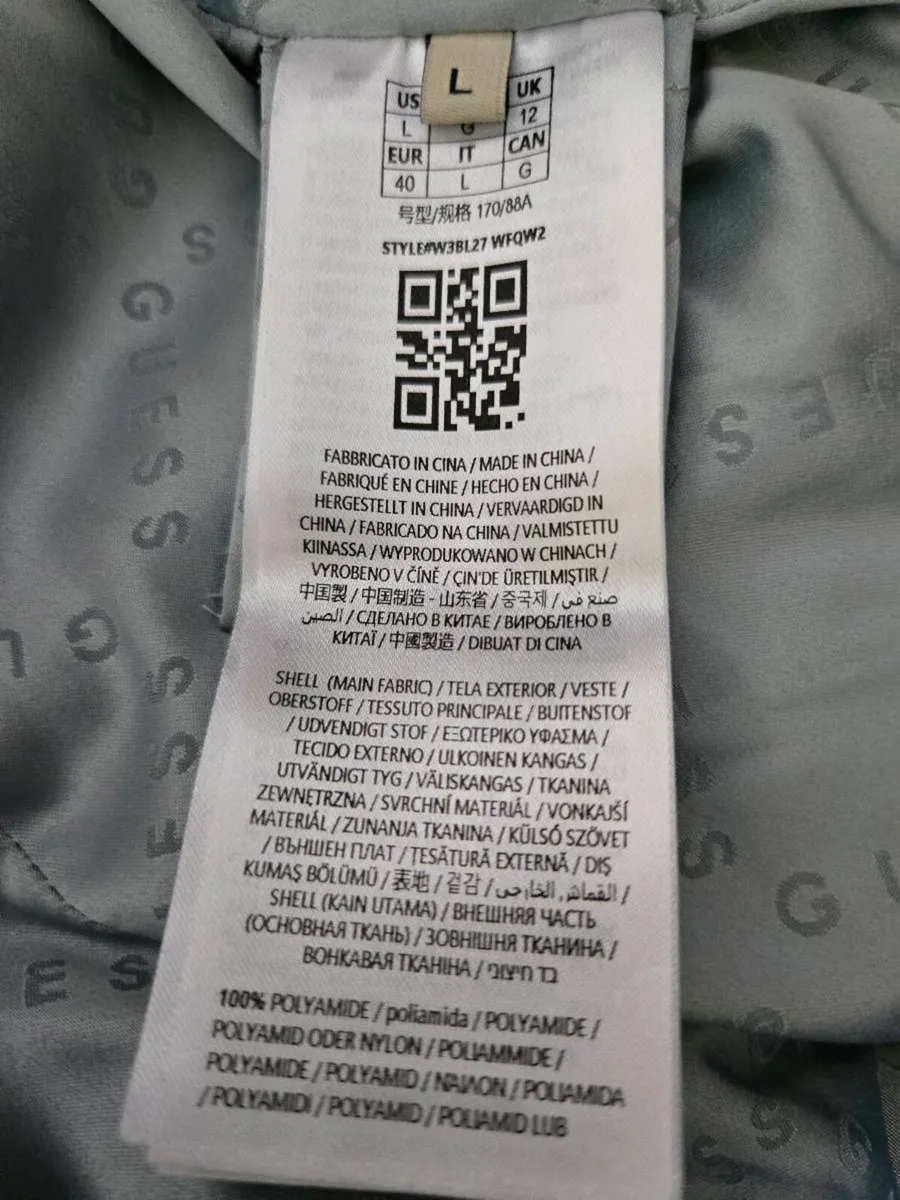 L
US UK
L G 12
EUR IT CAN
40 L G
号型/规格 170/88A
STYLE#W3BL27 WFQW2
FABBRICATO IN CINA / MADE IN CHINA /
FABRIQUÉ EN CHINE / HECHO EN CHINA /
HERGESTELLT IN CHINA / VERVAARDIGD IN
CHINA / FABRICADO NA CHINA / VALMISTETTU
KIINASSA / WYPRODUKOWANO W CHINACH /
VYROBENO V ČÍNĚ / ÇIN'DE ÜRETILMIŞTIR /
中国製 / 中国制造 - 山东省 / 중국제 / صنع في
الصين / СДЕЛАНО В КИТАЕ / ВИРОБЛЕНО В
КИТАЇ / 中國製造 / DIBUAT DI CINA
SHELL (MAIN FABRIC) / TELA EXTERIOR / VESTE /
OBERSTOFF / TESSUTO PRINCIPALE / BUITENSTOF
/ UDVENDIGT STOF / ΕΞΩΤΕΡΙΚΟ ΥΦΑΣΜΑ /
TECIDO EXTERNO / ULKOINEN KANGAS /
UTVÄNDIGT TYG / VÄLISKANGAS / TKANINA
ZEWNĘTRZNA / SVRCHNÍ MATERIÁL / VONKAJŠÍ
MATERIÁL / ZUNANJA TKANINA / KÜLSÓ SZÖVET
/ ВЪНШЕН ПЛАТ / ȚESĂTURĂ EXTERNĂ / DIŞ
KUMAŞ BÖLÜMÜ / 表地 / 겉감 / القماش الخارجي /
SHELL (KAIN UTAMA) / ВНЕШНЯЯ ЧАСТЬ
(ОСНОВНАЯ ТКАНЬ) / ЗОВНІШНЯ ТКАНИНА /
ВОНКАВАЯ ТКАНІНА / בד חיצוני
100% POLYAMIDE / poliamida / POLYAMIDE /
POLYAMID ODER NYLON / POLIAMMIDE /
POLYAMIDE / POLYAMID / ΝΑΙΛΟΝ / POLIAMIDA
/ POLYAMIDI / POLYAMID / POLIAMID LUB
GUESS